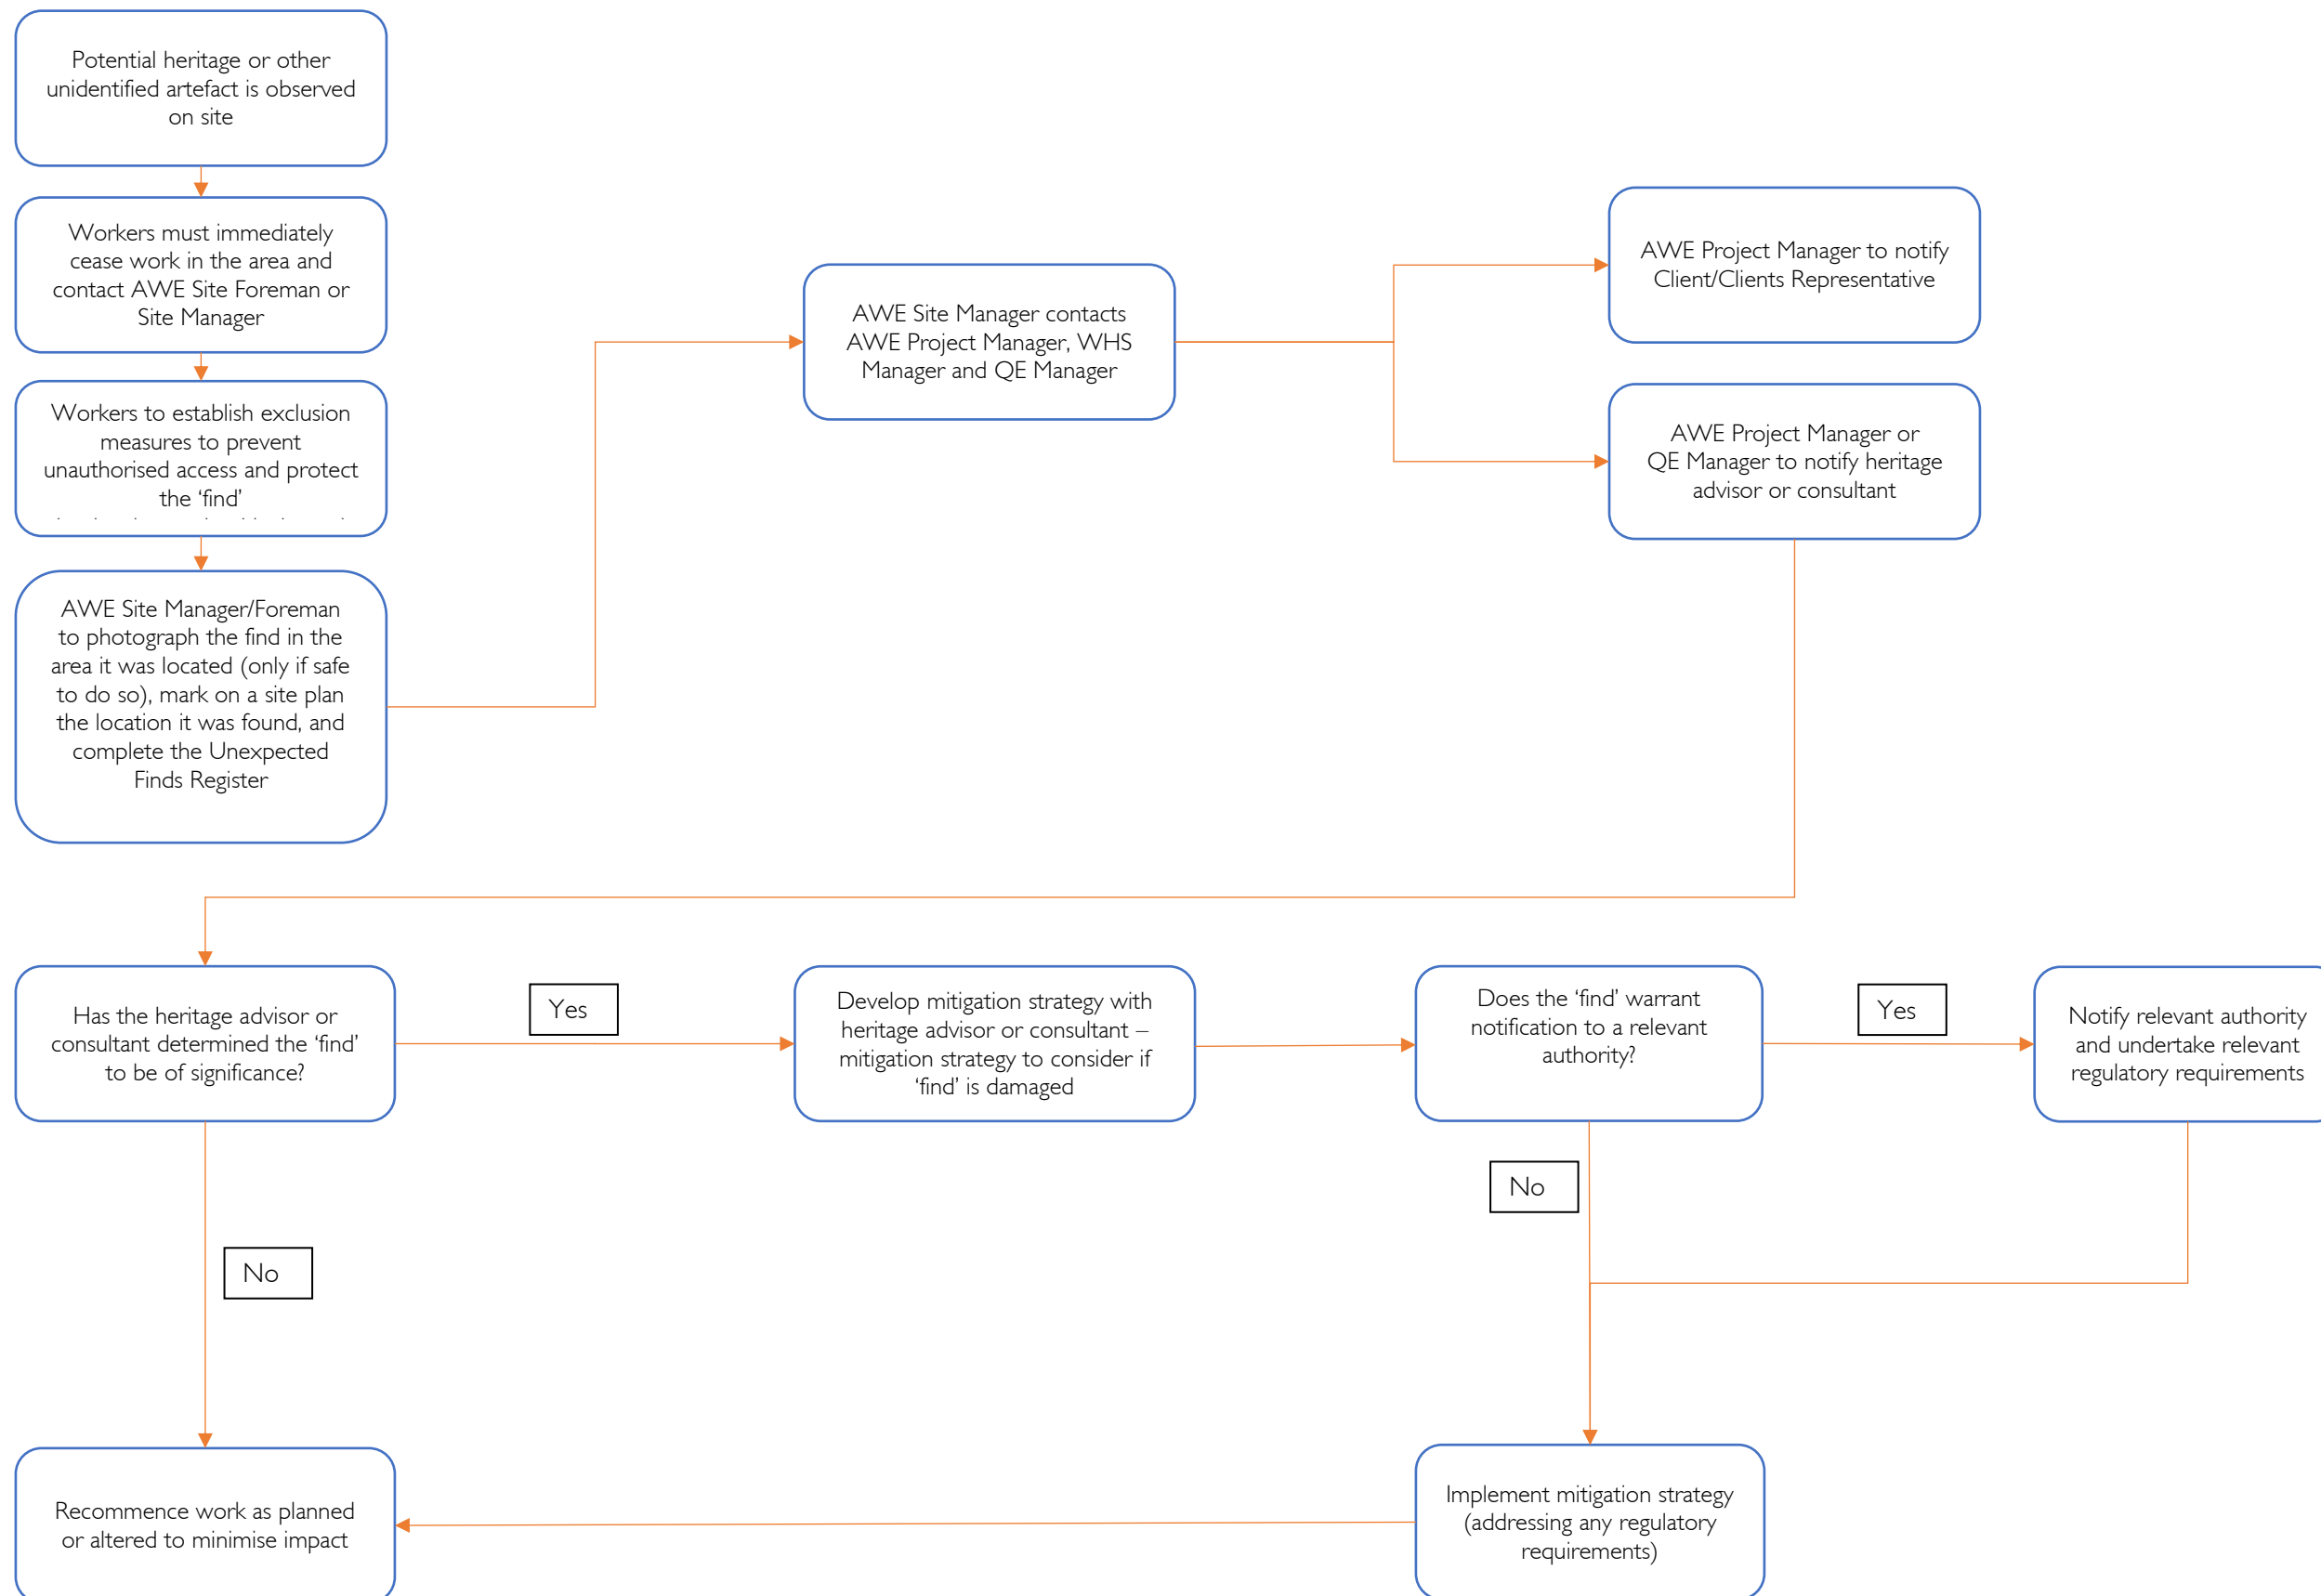 Potential heritage or other
unidentified artefact is observed
on site
Workers must immediately
cease work in the area and
contact AWE Site Foreman or
Site Manager
Workers to establish exclusion
measures to prevent
unauthorised access and protect
the ‘find’
AWE Site Manager/Foreman
to photograph the find in the
area it was located (only if safe
to do so), mark on a site plan
the location it was found, and
complete the Unexpected
Finds Register
AWE Site Manager contacts
AWE Project Manager, WHS
Manager and QE Manager
AWE Project Manager to notify
Client/Clients Representative
AWE Project Manager or
QE Manager to notify heritage
advisor or consultant
Has the heritage advisor or
consultant determined the ‘find’
to be of significance?
Yes
Develop mitigation strategy with
heritage advisor or consultant –
mitigation strategy to consider if
‘find’ is damaged
Does the ‘find’ warrant
notification to a relevant
authority?
Yes
Notify relevant authority
and undertake relevant
regulatory requirements
No
No
Recommence work as planned
or altered to minimise impact
Implement mitigation strategy
(addressing any regulatory
requirements)